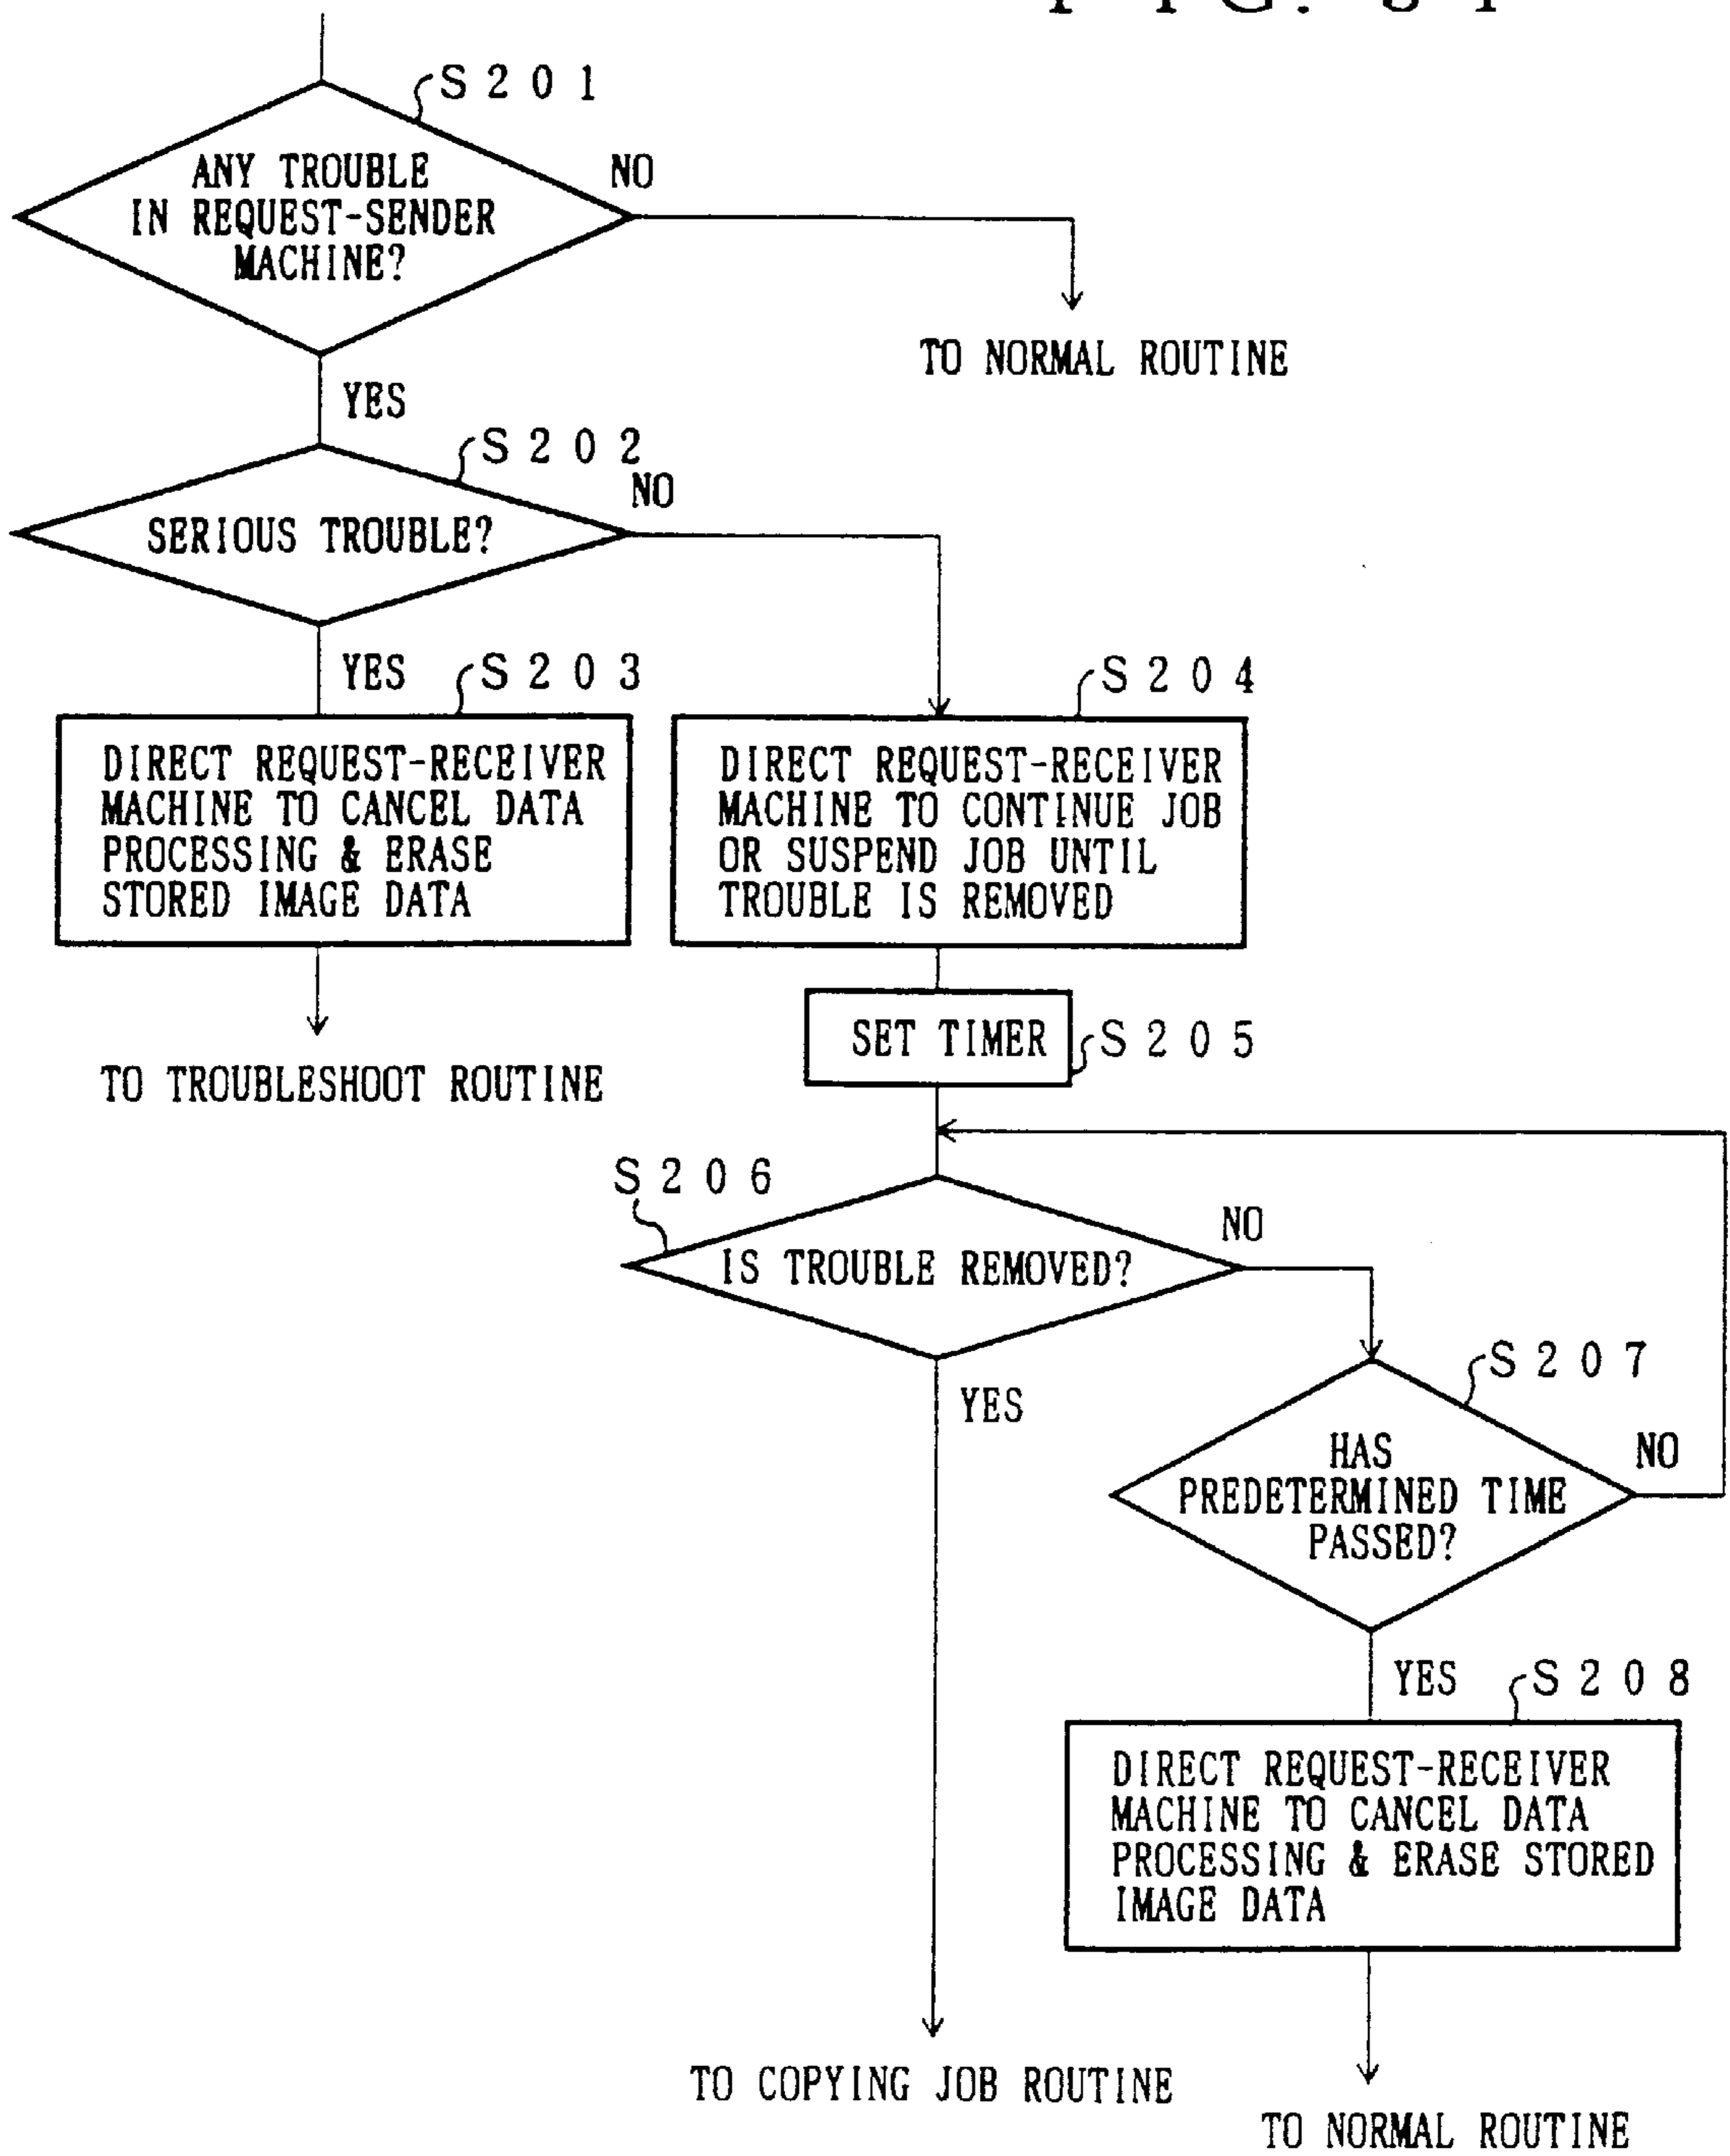 S201
ANY TROUBLE
IN REQUEST-SENDER
MACHINE?
NO
TO NORMAL ROUTINE
YES
S202
SERIOUS TROUBLE?
NO
YES
S203
DIRECT REQUEST-RECEIVER
MACHINE TO CANCEL DATA
PROCESSING & ERASE
STORED IMAGE DATA
TO TROUBLESHOOT ROUTINE
S204
DIRECT REQUEST-RECEIVER
MACHINE TO CONTINUE JOB
OR SUSPEND JOB UNTIL
TROUBLE IS REMOVED
SET TIMER
S205
S206
IS TROUBLE REMOVED?
NO
YES
S207
HAS
PREDETERMINED TIME
PASSED?
NO
YES
S208
DIRECT REQUEST-RECEIVER
MACHINE TO CANCEL DATA
PROCESSING & ERASE STORED
IMAGE DATA
TO COPYING JOB ROUTINE
TO NORMAL ROUTINE